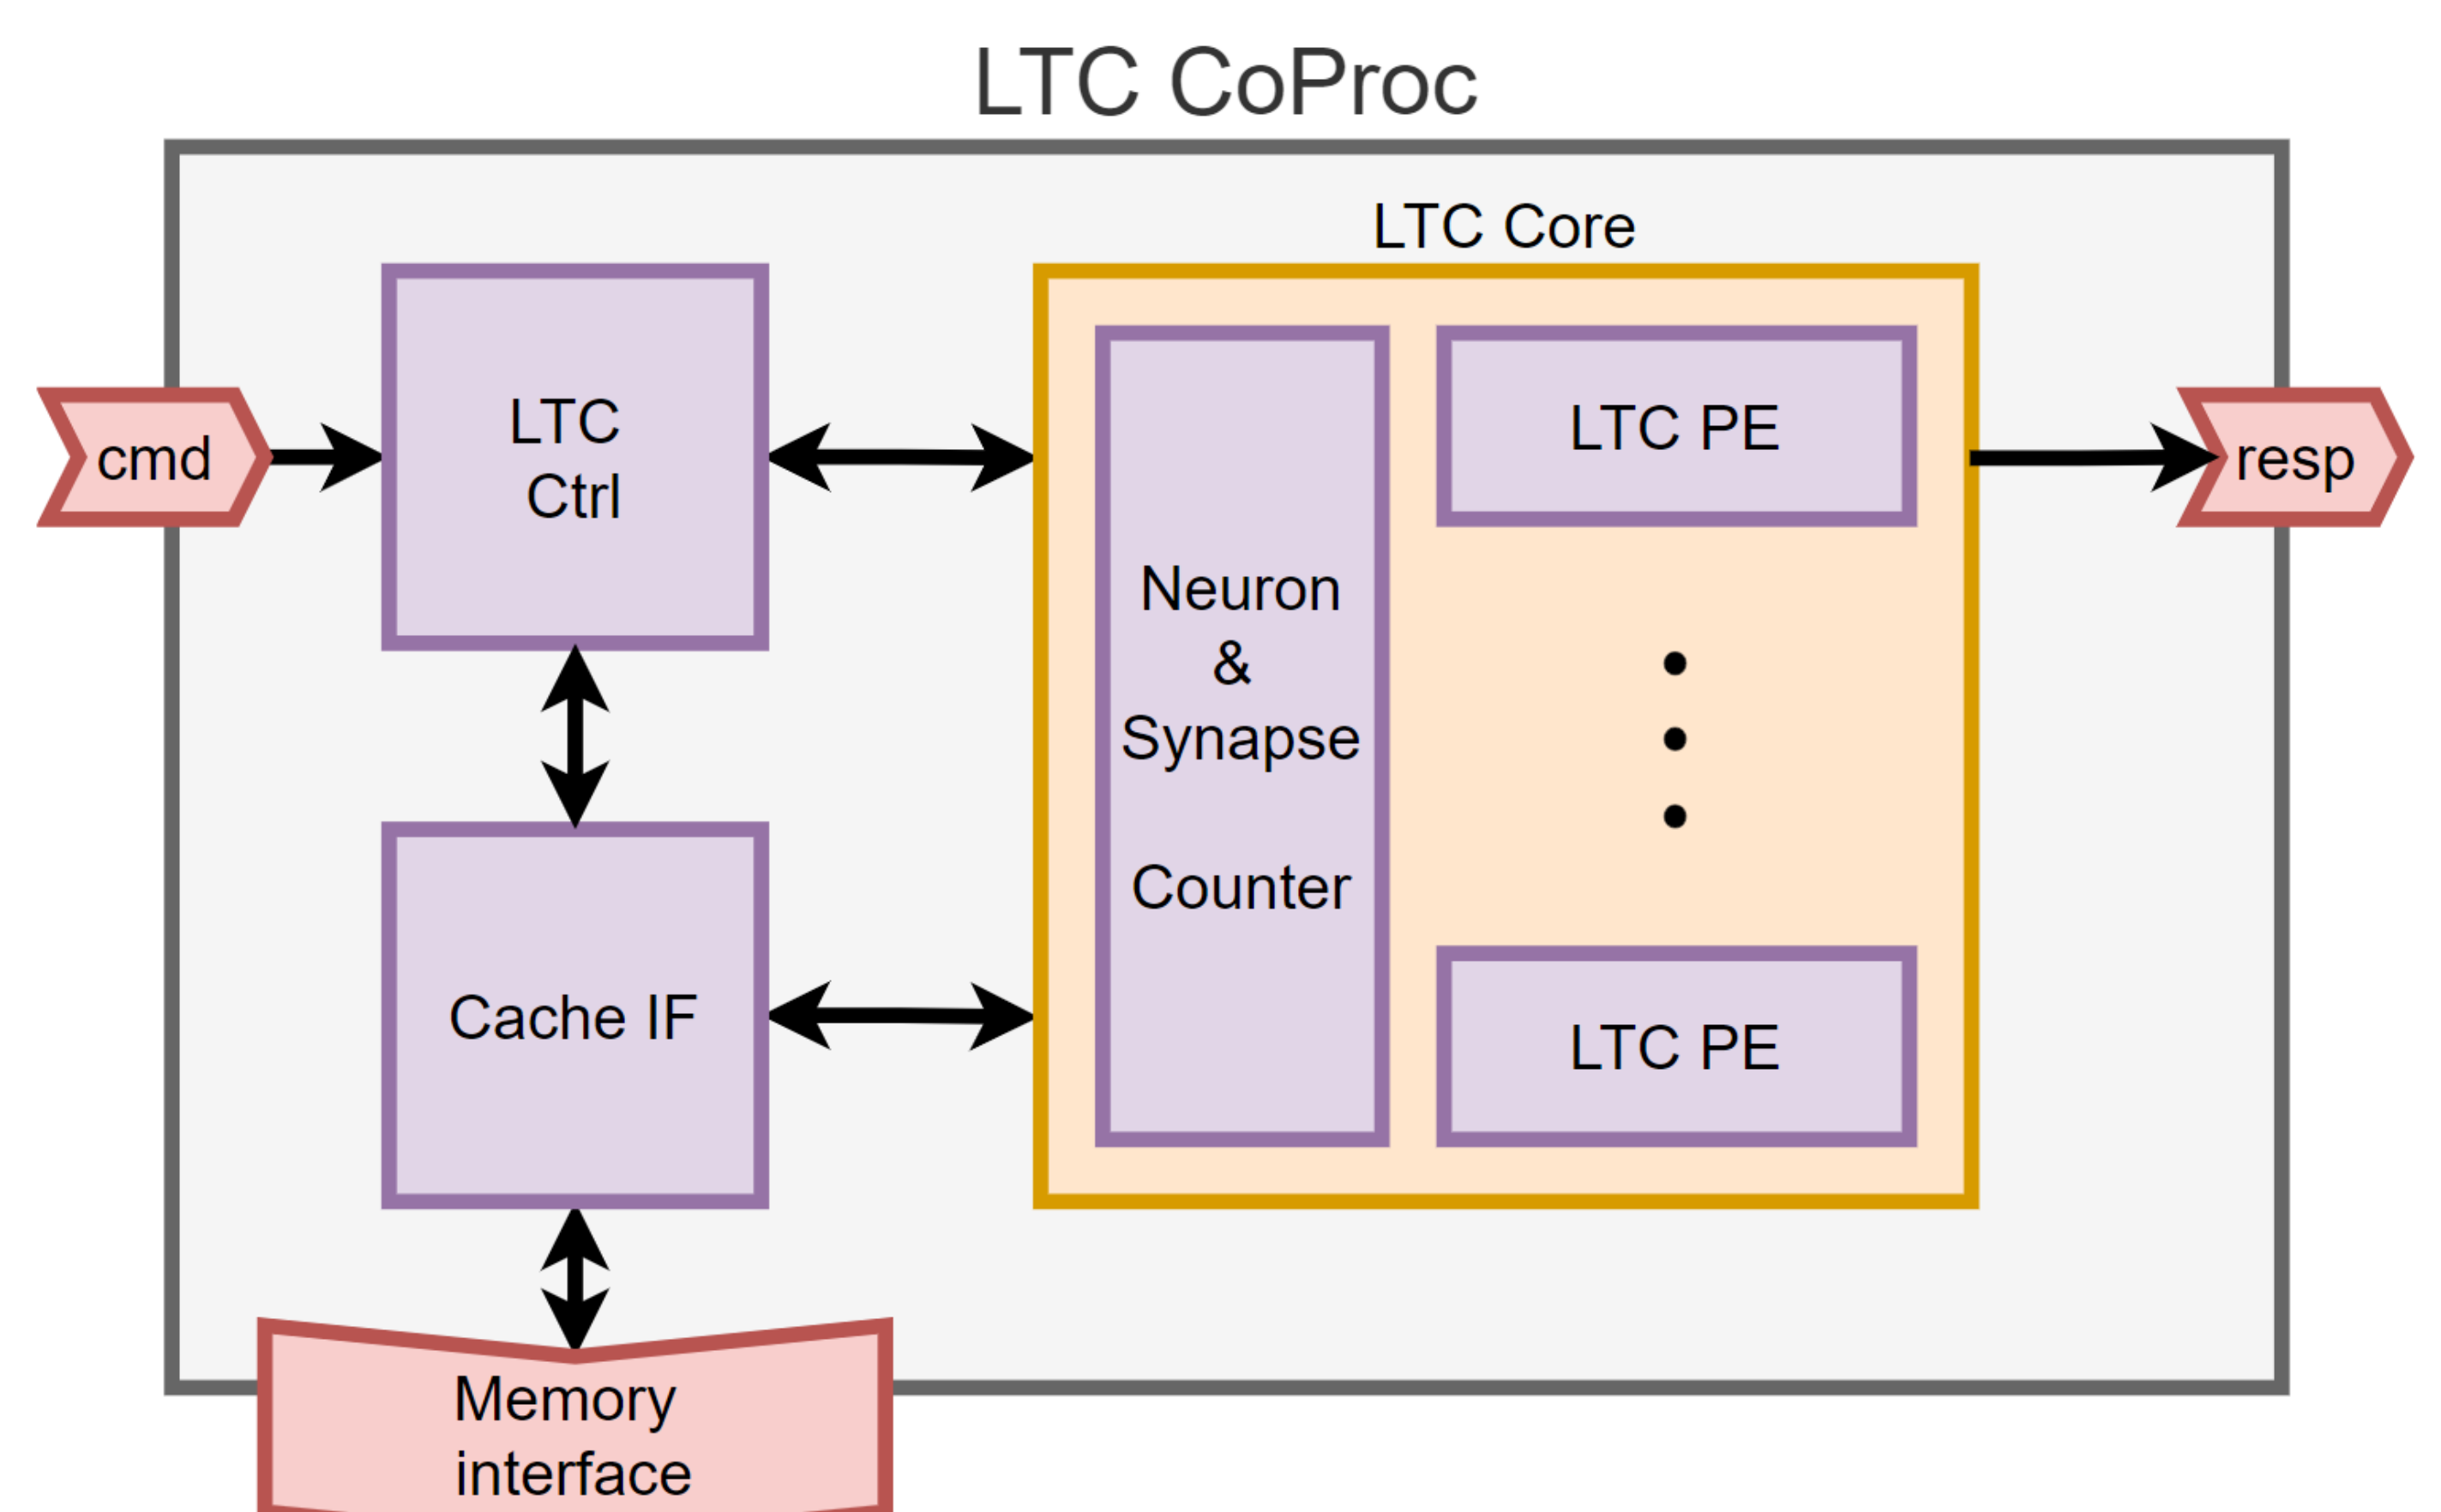 LTC CoProc
LTC Core
cmd
LTC
Ctrl
Neuron
&
Synapse
Counter
LTC PE
LTC PE
resp
Cache IF
Memory
interface